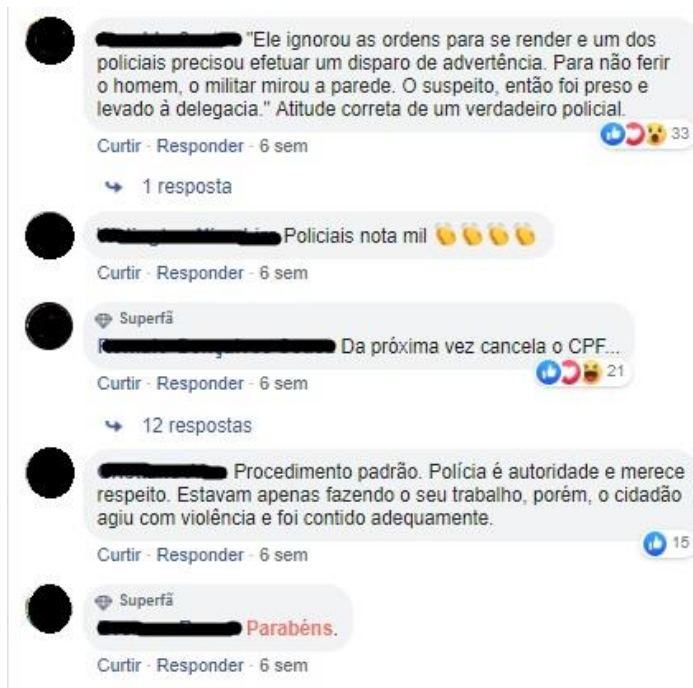 "Ele ignorou as ordens para se render e um dos
policiais precisou efetuar um disparo de advertência. Para não ferir
o homem, o militar mirou a parede. O suspeito, então foi preso e
levado à delegacia." Atitude correta de um verdadeiro policial.
33
Curtir · Responder · 6 sem
1 resposta
Policiais nota mil 👏👏👏👏
Curtir · Responder · 6 sem
Superfã
Da próxima vez cancela o CPF...
21
Curtir · Responder · 6 sem
12 respostas
Procedimento padrão. Polícia é autoridade e merece
respeito. Estavam apenas fazendo o seu trabalho, porém, o cidadão
agiu com violência e foi contido adequamente.
15
Curtir · Responder · 6 sem
Superfã
Parabéns.
Curtir · Responder · 6 sem